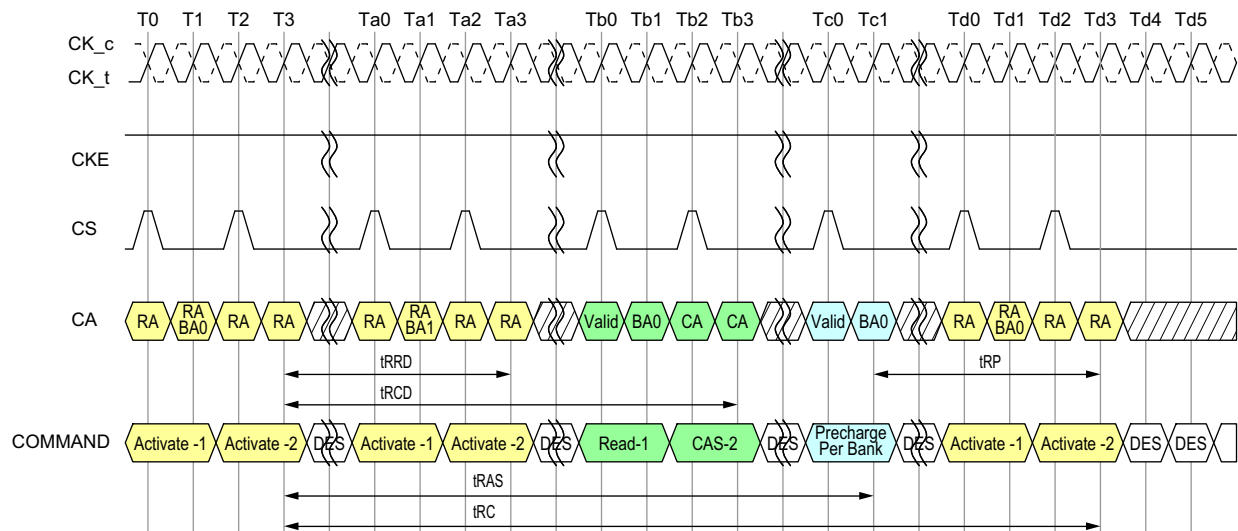 T0 T1 T2 T3 Ta0 Ta1 Ta2 Ta3 Tb0 Tb1 Tb2 Tb3 Tc0 Tc1 Td0 Td1 Td2 Td3 Td4 Td5
CK_c
CK_t
CKE
CS
CA RA RA BA0 RA RA RA RA BA1 RA RA Valid BA0 CA CA Valid BA0 RA RA BA0 RA RA
tRRD tRP
tRCD
COMMAND Activate -1 Activate -2 DES Activate -1 Activate -2 DES Read-1 CAS-2 DES Precharge Per Bank DES Activate -1 Activate -2 DES DES
tRAS
tRC